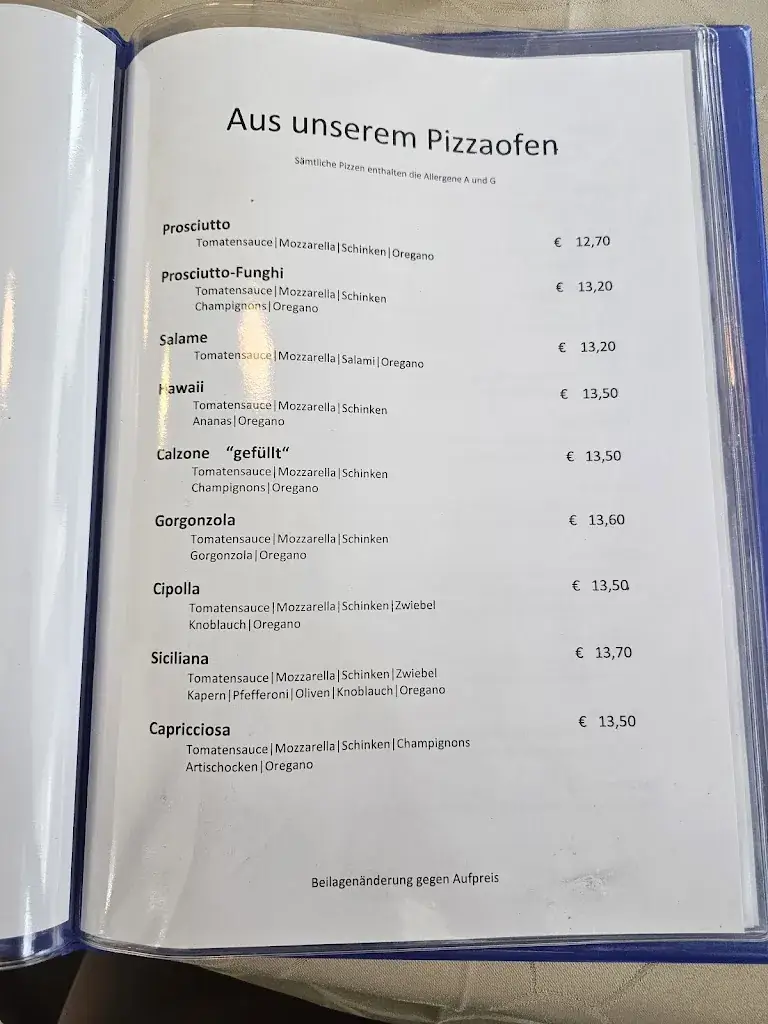 Aus unserem Pizzaofen
Sämtliche Pizzen enthalten die Allergene A und G
Prosciutto € 12,70
Tomatensauce|Mozzarella|Schinken|Oregano
Prosciutto-Funghi € 13,20
Tomatensauce|Mozzarella|Schinken
Champignons|Oregano
Salame € 13,20
Tomatensauce|Mozzarella|Salami|Oregano
Hawaii € 13,50
Tomatensauce|Mozzarella|Schinken
Ananas|Oregano
Calzone “gefüllt“ € 13,50
Tomatensauce|Mozzarella|Schinken
Champignons|Oregano
Gorgonzola € 13,60
Tomatensauce|Mozzarella|Schinken
Gorgonzola|Oregano
Cipolla € 13,50
Tomatensauce|Mozzarella|Schinken|Zwiebel
Knoblauch|Oregano
Siciliana € 13,70
Tomatensauce|Mozzarella|Schinken|Zwiebel
Kapern|Pfefferoni|Oliven|Knoblauch|Oregano
Capricciosa € 13,50
Tomatensauce|Mozzarella|Schinken|Champignons
Artischocken|Oregano
Beilagenänderung gegen Aufpreis